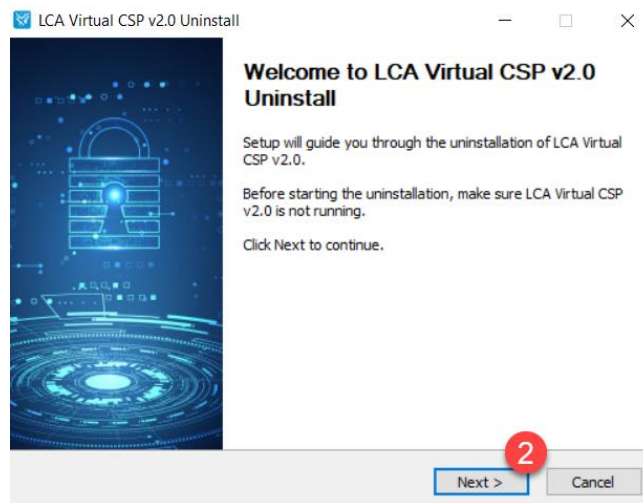 LCA Virtual CSP v2.0 Uninstall
Welcome to LCA Virtual CSP v2.0
Uninstall
Setup will guide you through the uninstallation of LCA Virtual
CSP v2.0.
Before starting the uninstallation, make sure LCA Virtual CSP
v2.0 is not running.
Click Next to continue.
2
Next >
Cancel